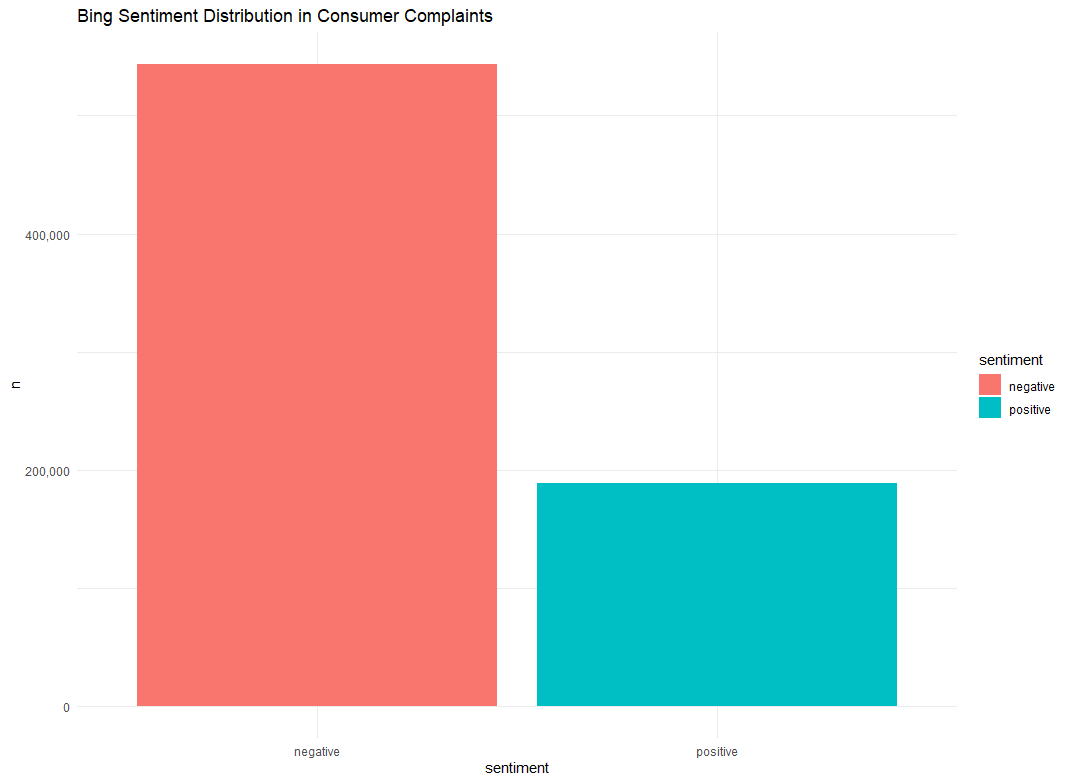 Bing Sentiment Distribution in Consumer Complaints
n
400,000
200,000
0
negative
positive
sentiment
sentiment
negative
positive